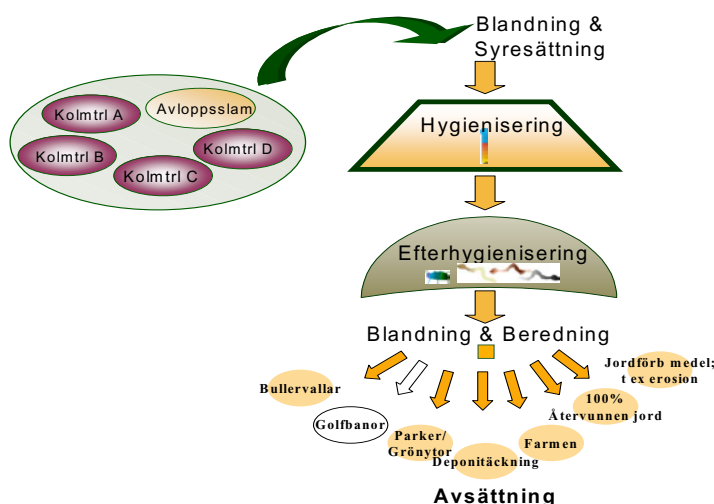 Blandning &
Syresättning
Kolmtrl A
Avloppsslam
Kolmtrl B
Kolmtrl D
Kolmtrl C
Hygienisering
Efterhygienisering
Blandning & Beredning
Jordförb medel;
t ex erosion
Bullervallar
100%
Återvunnen jord
Golfbanor
Parker/
Grönytor
Farmen
Deponitäckning
Avsättning